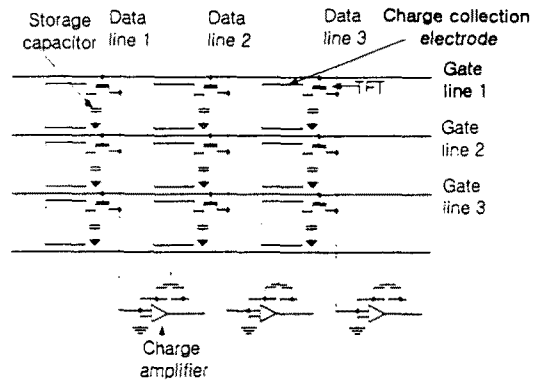 Storage
capacitor
Data
line 1
Data
line 2
Data
line 3
Charge collection
electrode
TFT
Gate
line 1
Gate
line 2
Gate
line 3
Charge
amplifier